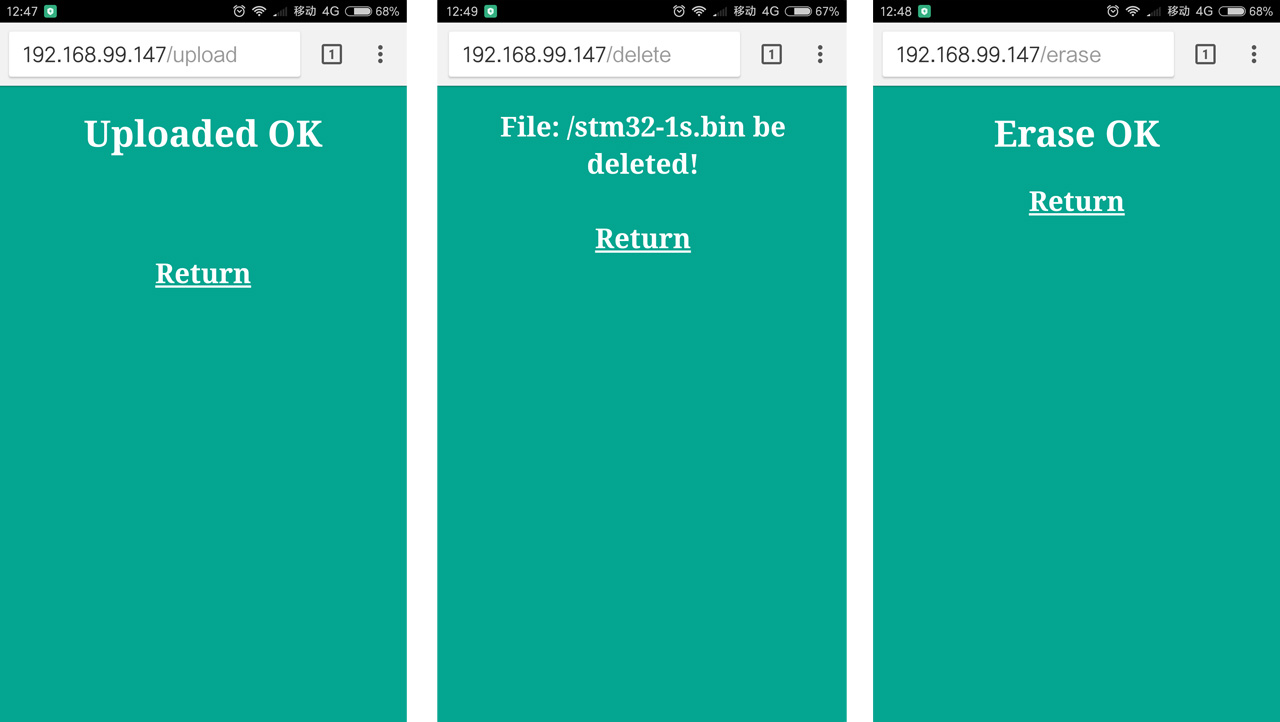 12:47 移动 4G 68%
192.168.99.147/upload 1
Uploaded OK
Return
12:49 移动 4G 67%
192.168.99.147/delete 1
File: /stm32-1s.bin be
deleted!
Return
12:48 移动 4G 68%
192.168.99.147/erase 1
Erase OK
Return